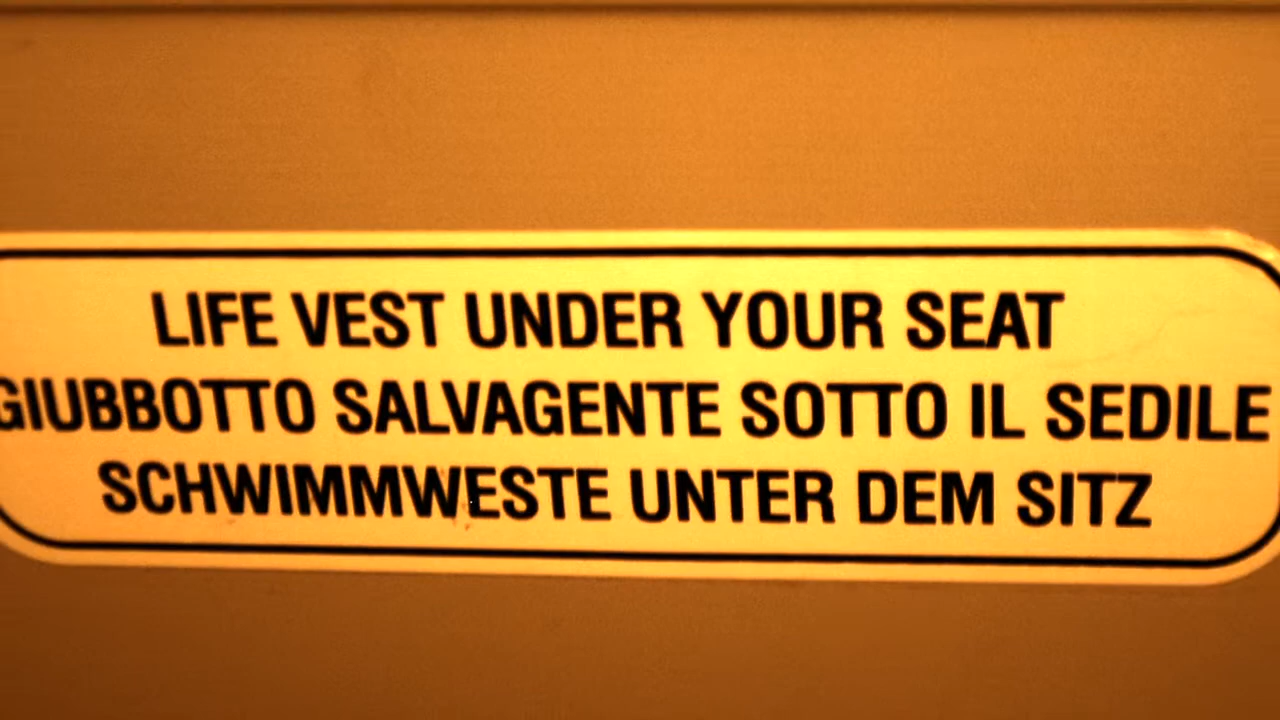 LIFE VEST UNDER YOUR SEAT
GIUBBOTTO SALVAGENTE SOTTO IL SEDILE
SCHWIMMWESTE UNTER DEM SITZ